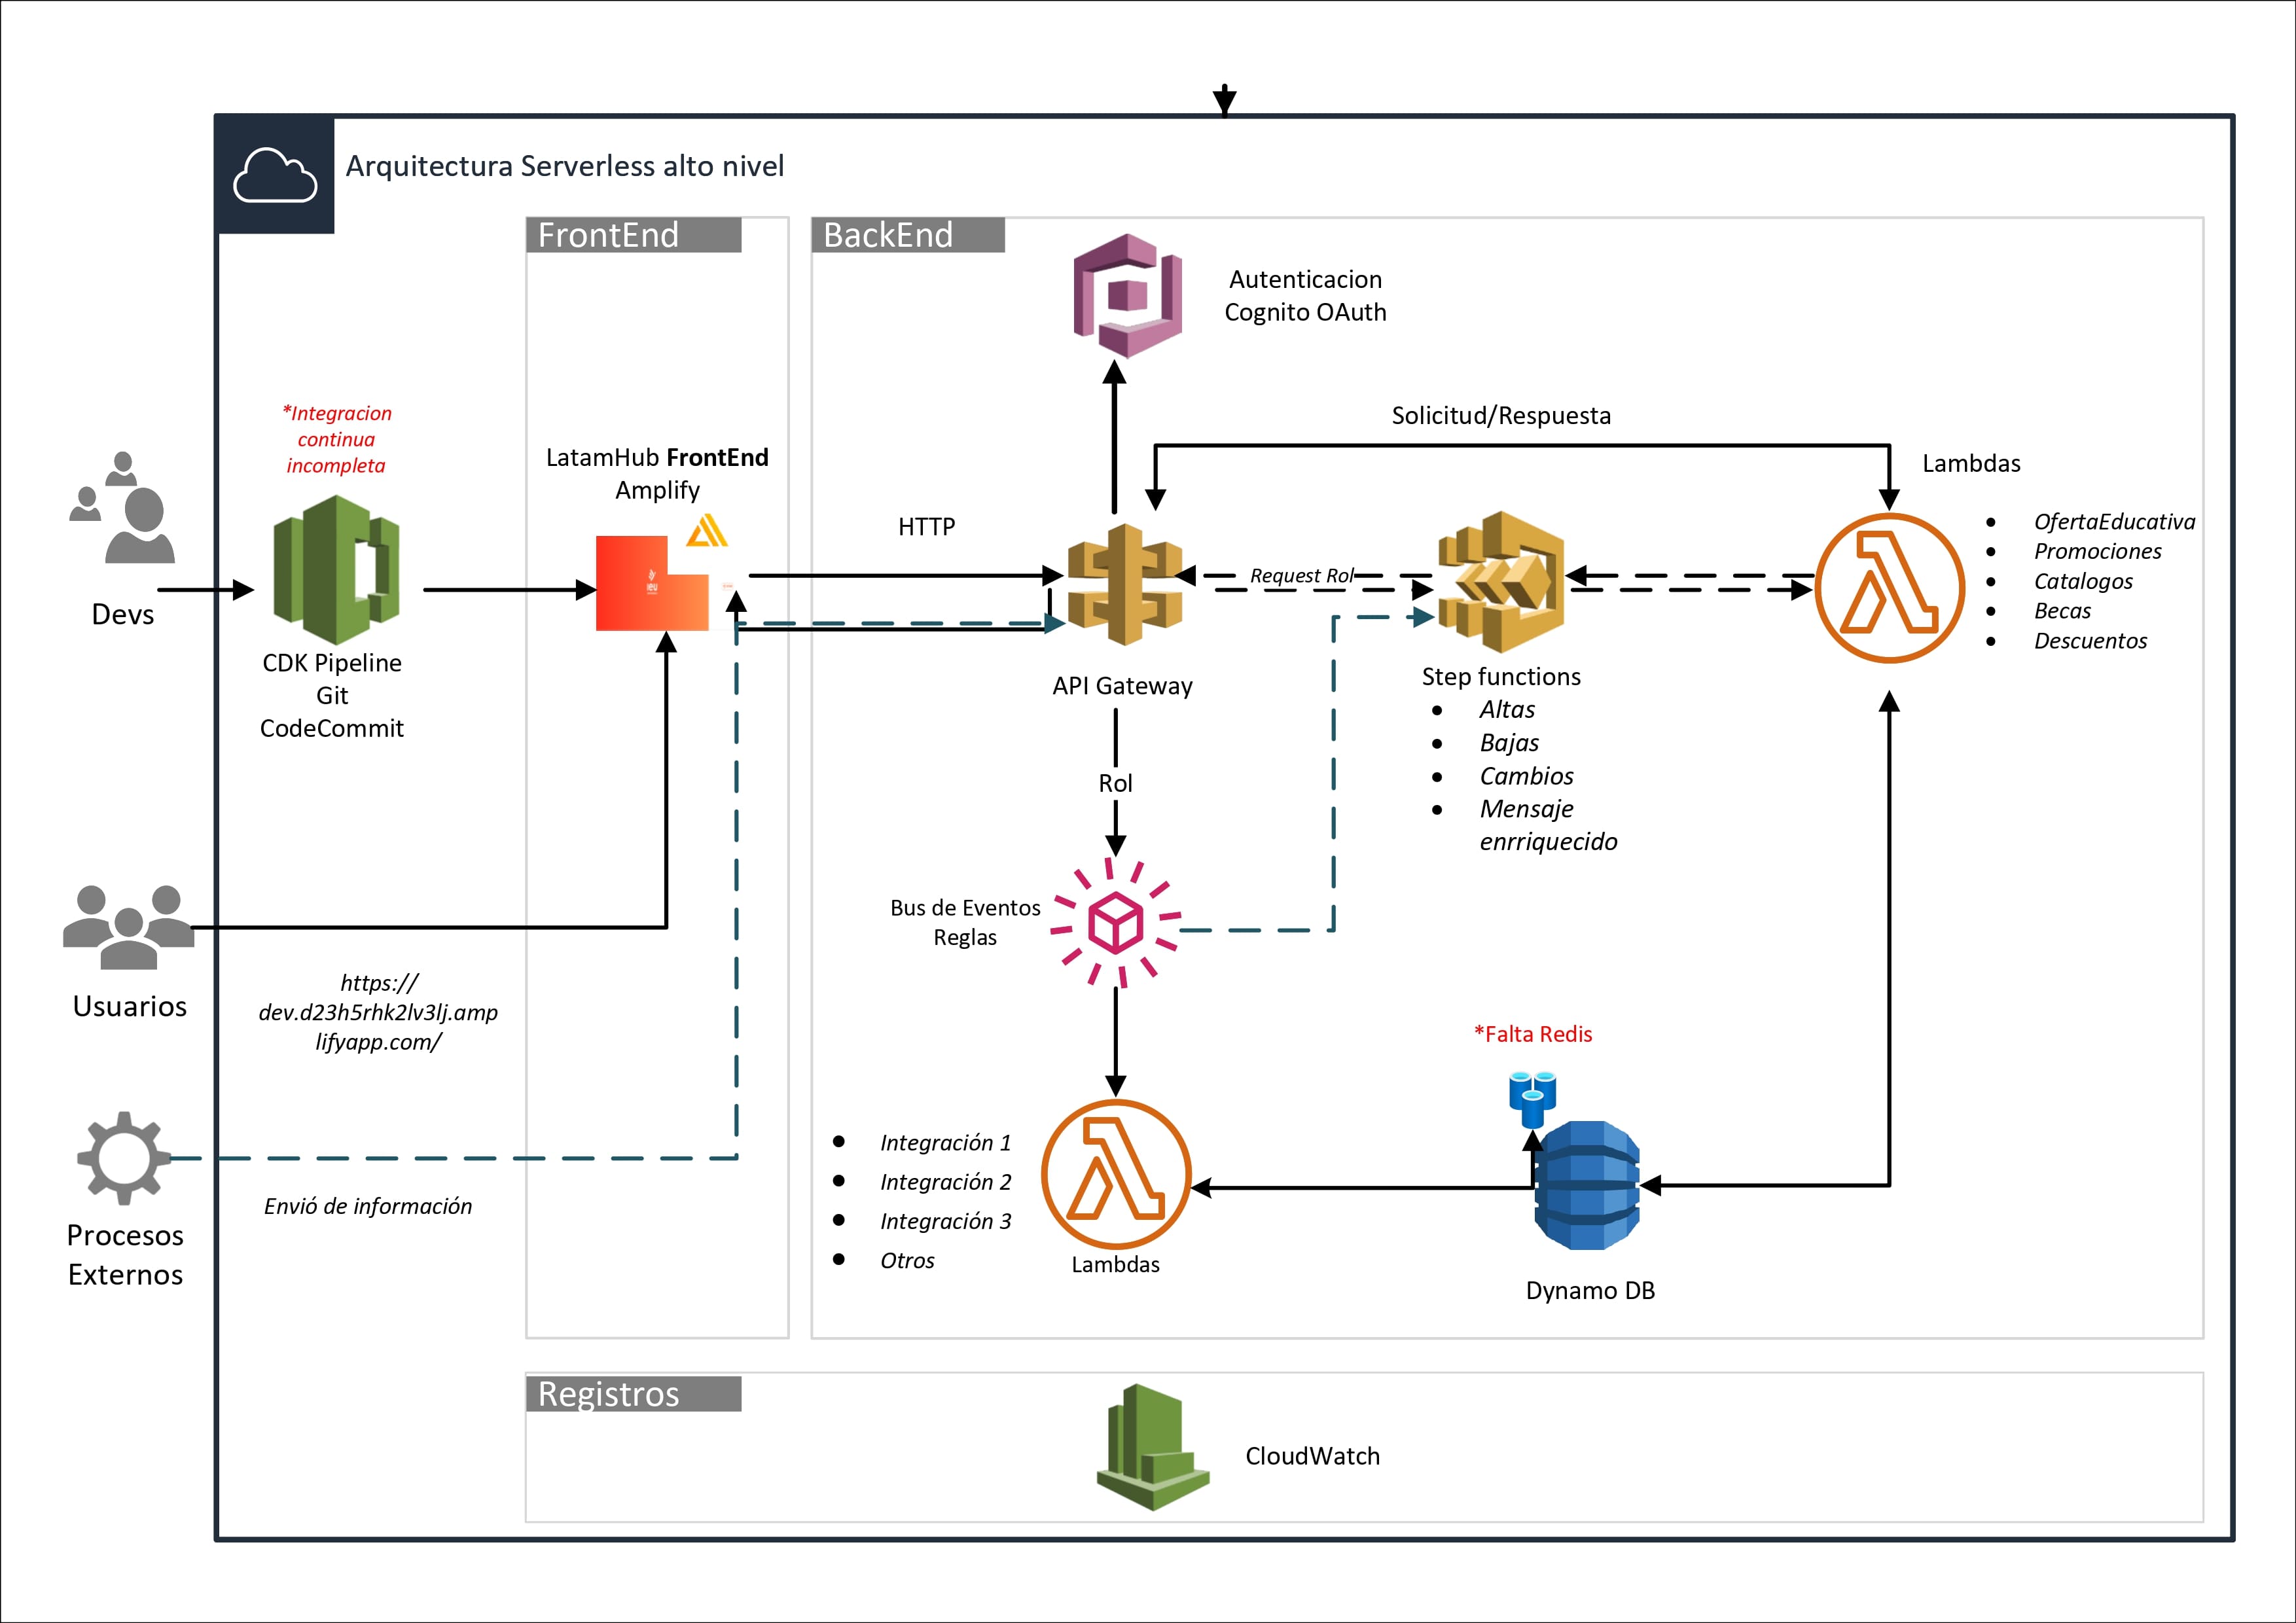 Arquitectura Serverless alto nivel
FrontEnd
BackEnd
Autenticacion
Cognito OAuth
*Integracion
continua
incompleta
LatamHub FrontEnd
Amplify
HTTP
Solicitud/Respuesta
Lambdas
OfertaEducativa
Promociones
Catalogos
Becas
Descuentos
Request Rol
Devs
CDK Pipeline
Git
CodeCommit
API Gateway
Step functions
Altas
Bajas
Cambios
Mensaje
enrriquecido
Rol
Bus de Eventos
Reglas
Usuarios
https://
dev.d23h5rhk2lv3lj.amp
lifyapp.com/
*Falta Redis
Integración 1
Integración 2
Integración 3
Otros
Lambdas
Envió de información
Procesos
Externos
Dynamo DB
Registros
CloudWatch